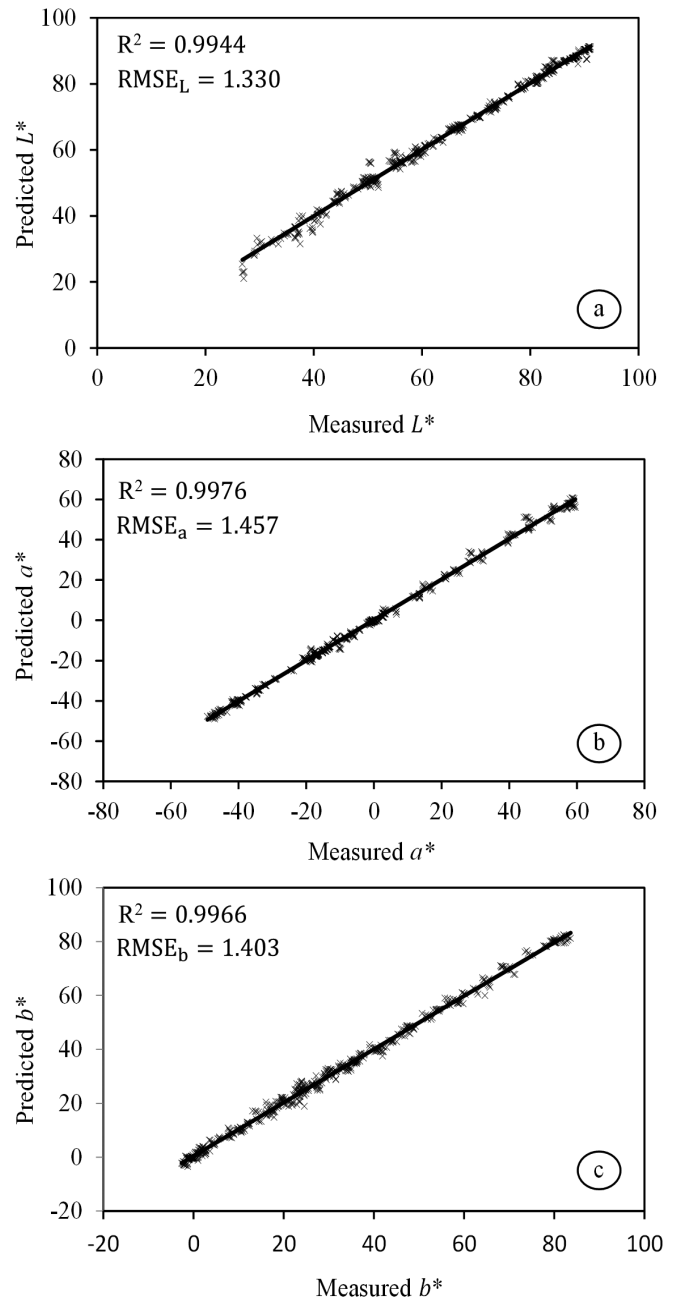 100
80
60
40
20
0
Predicted L*
R² = 0.9944
RMSE_L = 1.330
a
0 20 40 60 80 100
Measured L*
80
60
40
20
0
-20
-40
-60
-80
Predicted a*
R² = 0.9976
RMSE_a = 1.457
b
-80 -60 -40 -20 0 20 40 60 80
Measured a*
100
80
60
40
20
0
-20
Predicted b*
R² = 0.9966
RMSE_b = 1.403
c
-20 0 20 40 60 80 100
Measured b*